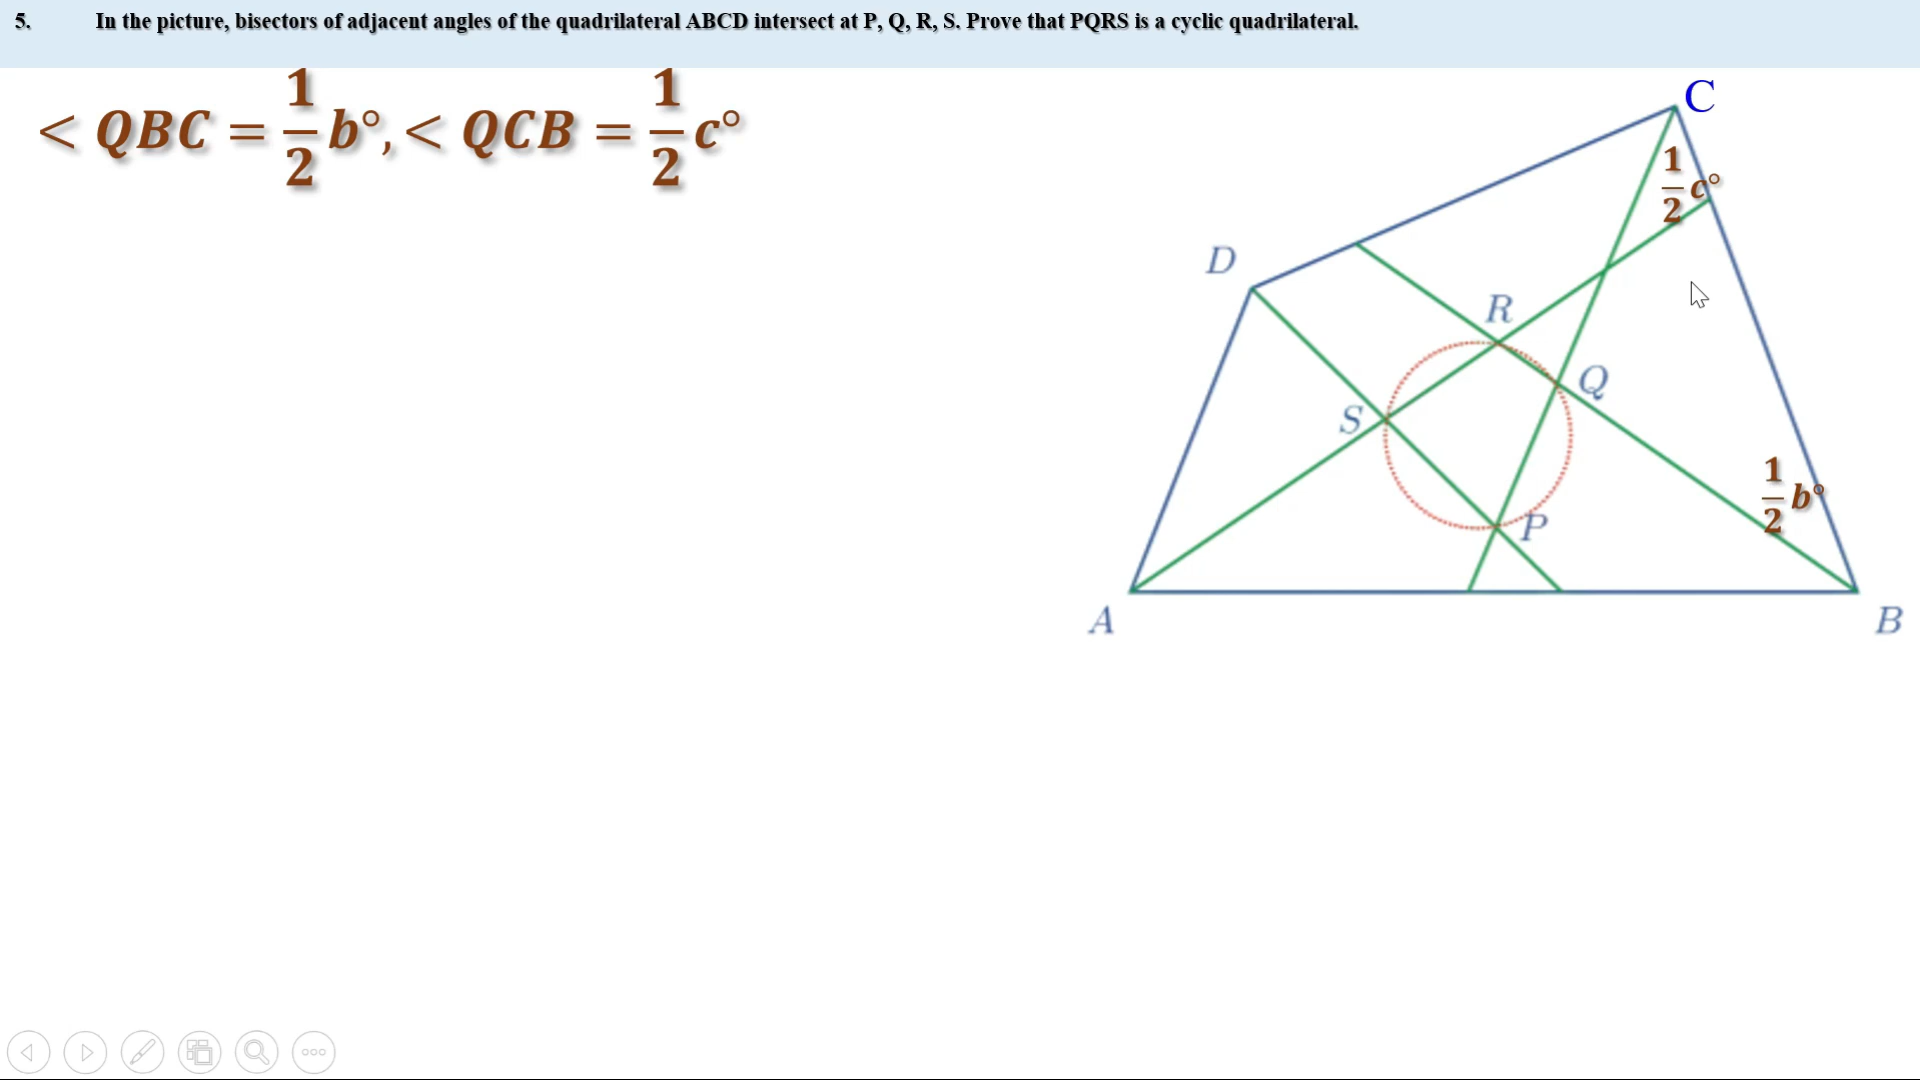 5. In the picture, bisectors of adjacent angles of the quadrilateral ABCD intersect at P, Q, R, S. Prove that PQRS is a cyclic quadrilateral.
< QBC = 1/2 b°, < QCB = 1/2 c°
C
1/2 c°
D
R
Q
S
1/2 b°
P
A
B